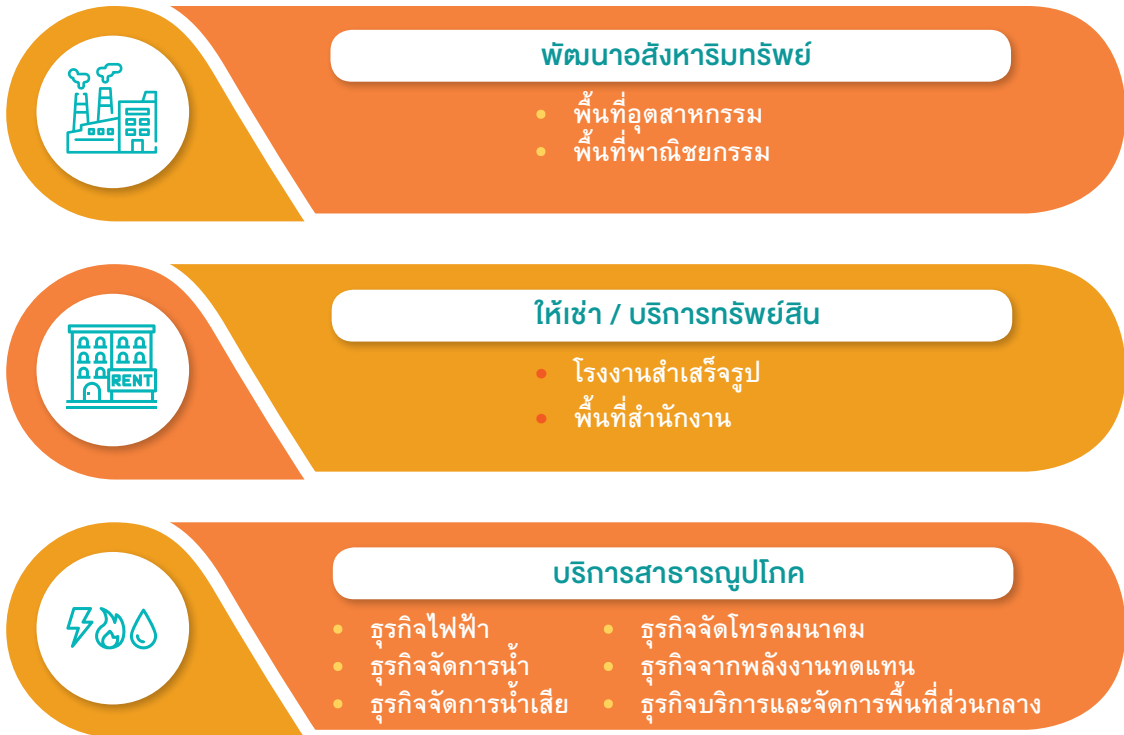 พัฒนาอสังหาริมทรัพย์
• พื้นที่อุตสาหกรรม
• พื้นที่พาณิชยกรรม
RENT
ให้เช่า / บริการทรัพย์สิน
• โรงงานสำเสร็จรูป
• พื้นที่สำนักงาน
บริการสาธารณูปโภค
• ธุรกิจไฟฟ้า
• ธุรกิจจัดการน้ำ
• ธุรกิจจัดการน้ำเสีย
• ธุรกิจจัดโทรคมนาคม
• ธุรกิจจากพลังงานทดแทน
• ธุรกิจบริการและจัดการพื้นที่ส่วนกลาง